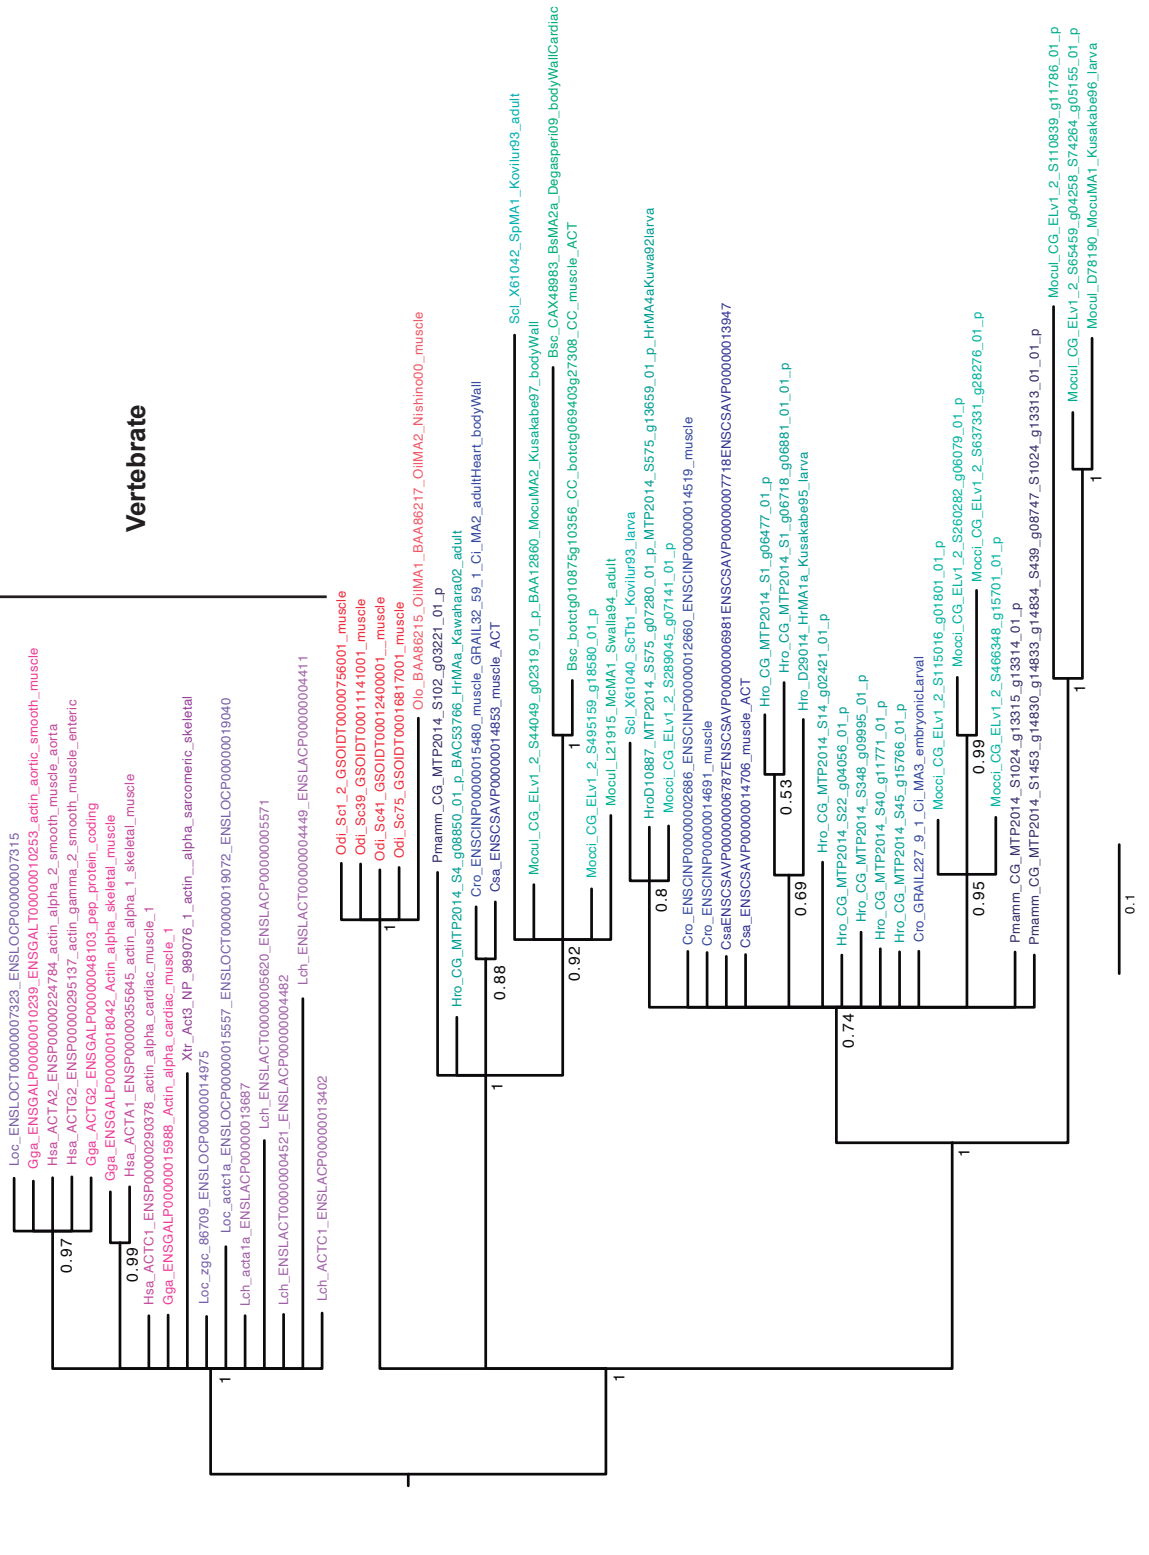 Loc_ENSLOCT00000007323_ENSLOCP00000007315
Gga_ENSGALP00000010239_ENSGALT00000010253_actin_aortic_smooth_muscle
Hsa_ACTA2_ENSP00000224784_actin_alpha_2_smooth_muscle_aorta
Hsa_ACTG2_ENSP00000295137_actin_gamma_2_smooth_muscle_enteric
Gga_ACTG2_ENSGALP00000048103_pep_protein_coding
0.97
Gga_ENSGALP00000018042_Actin_alpha_skeletal_muscle
Hsa_ACTA1_ENSP00000355645_actin_alpha_1_skeletal_muscle
0.99
Vertebrate
Hsa_ACTC1_ENSP00000290378_actin_alpha_cardiac_muscle_1
Gga_ENSGALP00000015988_Actin_alpha_cardiac_muscle_1
Xtr_Act3_NP_989076_1_actin__alpha_sarcomeric_skeletal
Loc_zgc_86709_ENSLOCP00000014975
Loc_actc1a_ENSLOCP00000015557_ENSLOCT00000019072_ENSLOCP00000019040
1
Lch_acta1a_ENSLACP00000013687
Lch_ENSLACT00000005620_ENSLACP00000005571
Lch_ENSLACT00000004521_ENSLACP00000004482
Lch_ENSLACT00000004449_ENSLACP00000004411
Lch_ACTC1_ENSLACP00000013402
Odi_Sc1_2_GSOIDT00000756001_muscle
Odi_Sc39_GSOIDT00011141001_muscle
Odi_Sc41_GSOIDT00012400001__muscle
1
Odi_Sc75_GSOIDT00016817001_muscle
Olo_BAA86215_OilMA1_BAA86217_OilMA2_Nishino00_muscle
Pmamm_CG_MTP2014_S102_g03221_01_p
Hro_CG_MTP2014_S4_g08850_01_p_BAC53766_HrMAa_Kawahara02_adult
Cro_ENSCINP00000015480_muscle_GRAIL32_59_1_Ci_MA2_adultHeart_bodyWall
Csa_ENSCSAVP00000014853_muscle_ACT
1
0.88
Scl_X61042_SpMA1_Kovilur93_adult
Mocul_CG_ELv1_2_S44049_g02319_01_p_BAA12860_MocuMA2_Kusakabe97_bodyWall
Bsc_CAX48983_BsMA2a_Degasperi09_bodyWallCardiac
Bsc_botctg010875g10356_CC_botctg069403g27308_CC_muscle_ACT
1
0.92
Mocci_CG_ELv1_2_S495159_g18580_01_p
Mocul_L21915_McMA1_Swalla94_adult
1
Scl_X61040_ScTb1_Kovilur93_larva
HroD10887_MTP2014_S575_g07280_01_p_MTP2014_S575_g13659_01_p_HrMA4aKuwa92larva
0.8
Mocci_CG_ELv1_2_S289045_g07141_01_p
Cro_ENSCINP00000002686_ENSCINP00000012660_ENSCINP00000014519_muscle
Cro_ENSCINP00000014691_muscle
CsaENSCSAVP00000006787ENSCSAVP00000006981ENSCSAVP00000007718ENSCSAVP00000013947
Csa_ENSCSAVP00000014706_muscle_ACT
Hro_CG_MTP2014_S1_g06477_01_p
Hro_CG_MTP2014_S1_g06718_g06881_01_01_p
0.53
Hro_D29014_HrMA1a_Kusakabe95_larva
0.69
Hro_CG_MTP2014_S14_g02421_01_p
Hro_CG_MTP2014_S22_g04056_01_p
0.74
Hro_CG_MTP2014_S348_g09995_01_p
Hro_CG_MTP2014_S40_g11771_01_p
Hro_CG_MTP2014_S45_g15766_01_p
Cro_GRAIL227_9_1_Ci_MA3_embryonicLarval
Mocci_CG_ELv1_2_S115016_g01801_01_p
Mocci_CG_ELv1_2_S260282_g06079_01_p
Mocci_CG_ELv1_2_S637331_g28276_01_p
0.99
0.95
Mocci_CG_ELv1_2_S466348_g15701_01_p
1
Pmamm_CG_MTP2014_S1024_g13315_g13314_01_p
Pmamm_CG_MTP2014_S1453_g14830_g14833_g14834_S439_g08747_S1024_g13313_01_01_p
Mocul_CG_ELv1_2_S110839_g11786_01_p
Mocul_CG_ELv1_2_S65459_g04258_S74264_g05155_01_p
Mocul_D78190_MocuMA1_Kusakabe96_larva
1
1
0.1